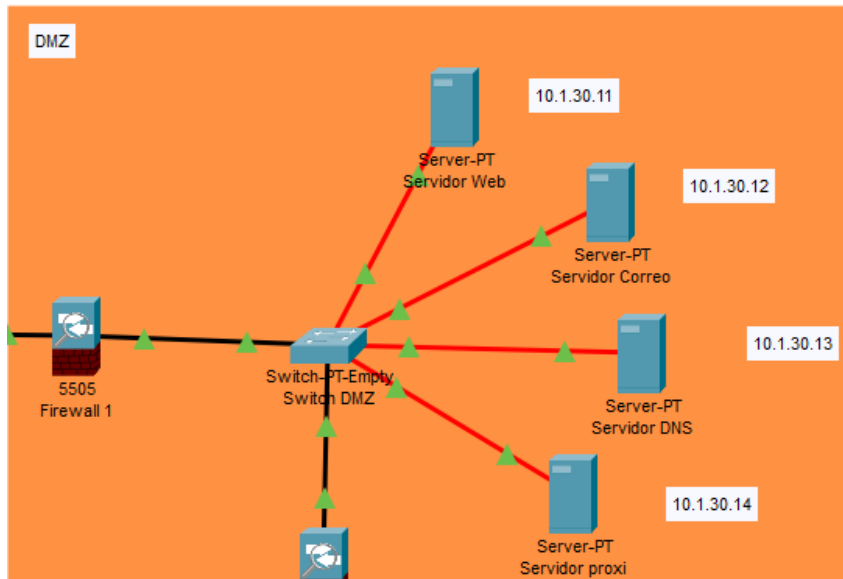 DMZ
10.1.30.11
Server-PT
Servidor Web
10.1.30.12
Server-PT
Servidor Correo
10.1.30.13
5505
Firewall 1
Switch-PT-Empty
Switch DMZ
Server-PT
Servidor DNS
10.1.30.14
Server-PT
Servidor proxi